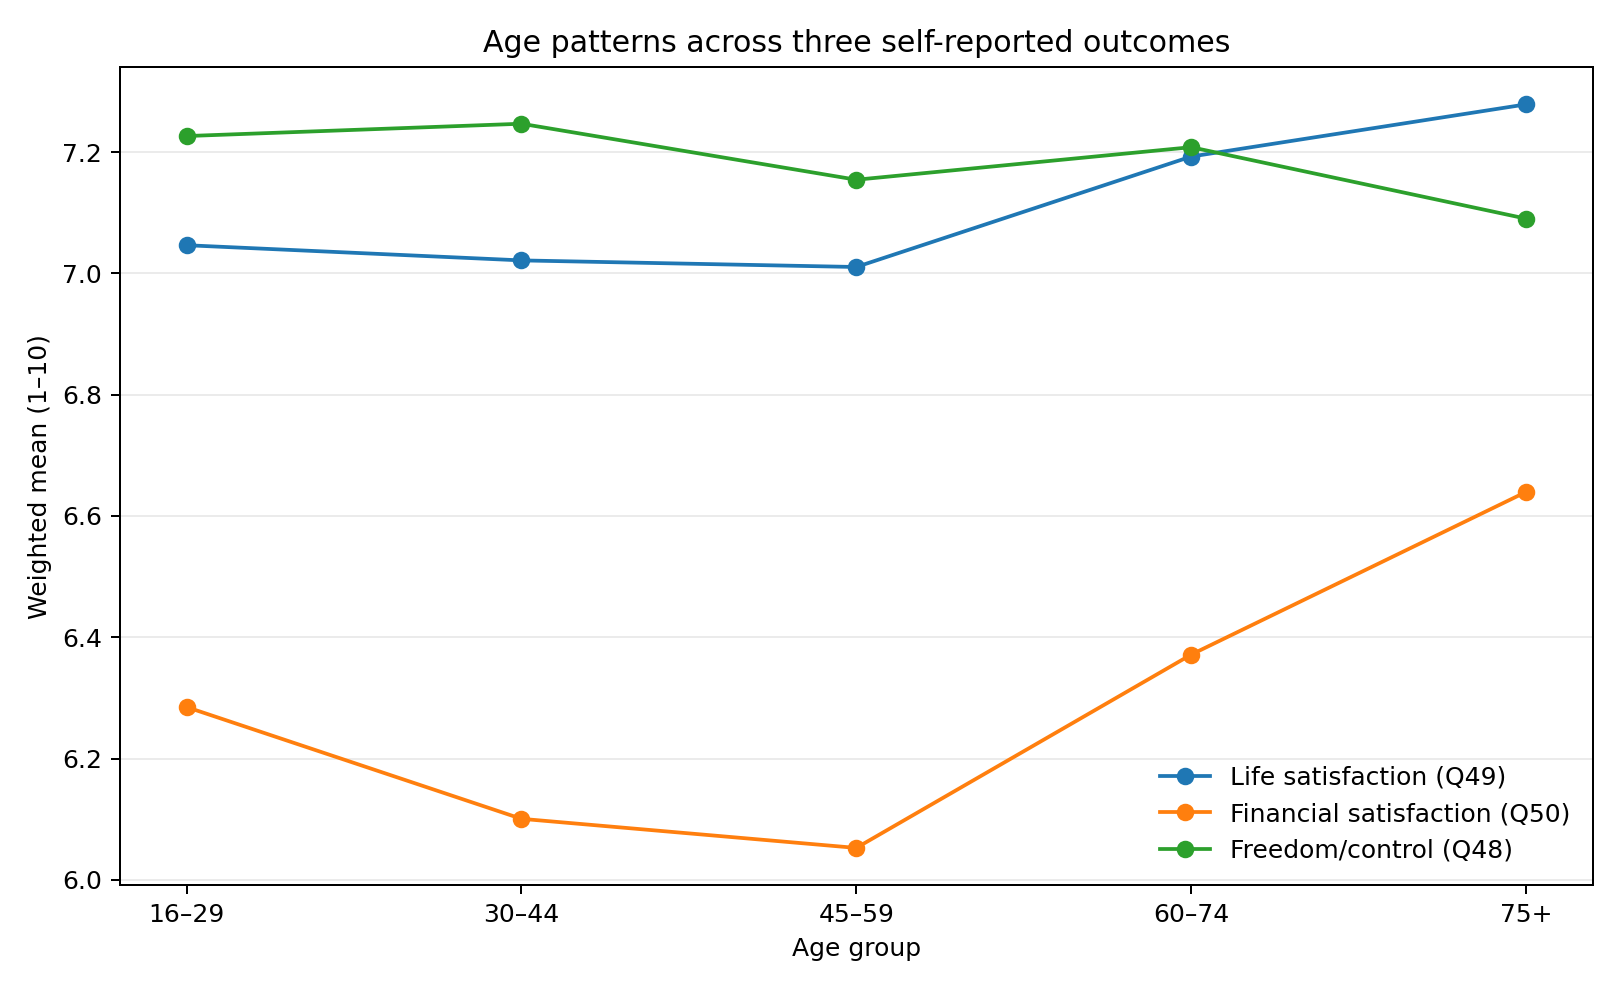 Age patterns across three self-reported outcomes
Weighted mean (1–10)
7.2
7.0
6.8
6.6
6.4
6.2
6.0
Life satisfaction (Q49)
Financial satisfaction (Q50)
Freedom/control (Q48)
16–29 30–44 45–59 60–74 75+
Age group